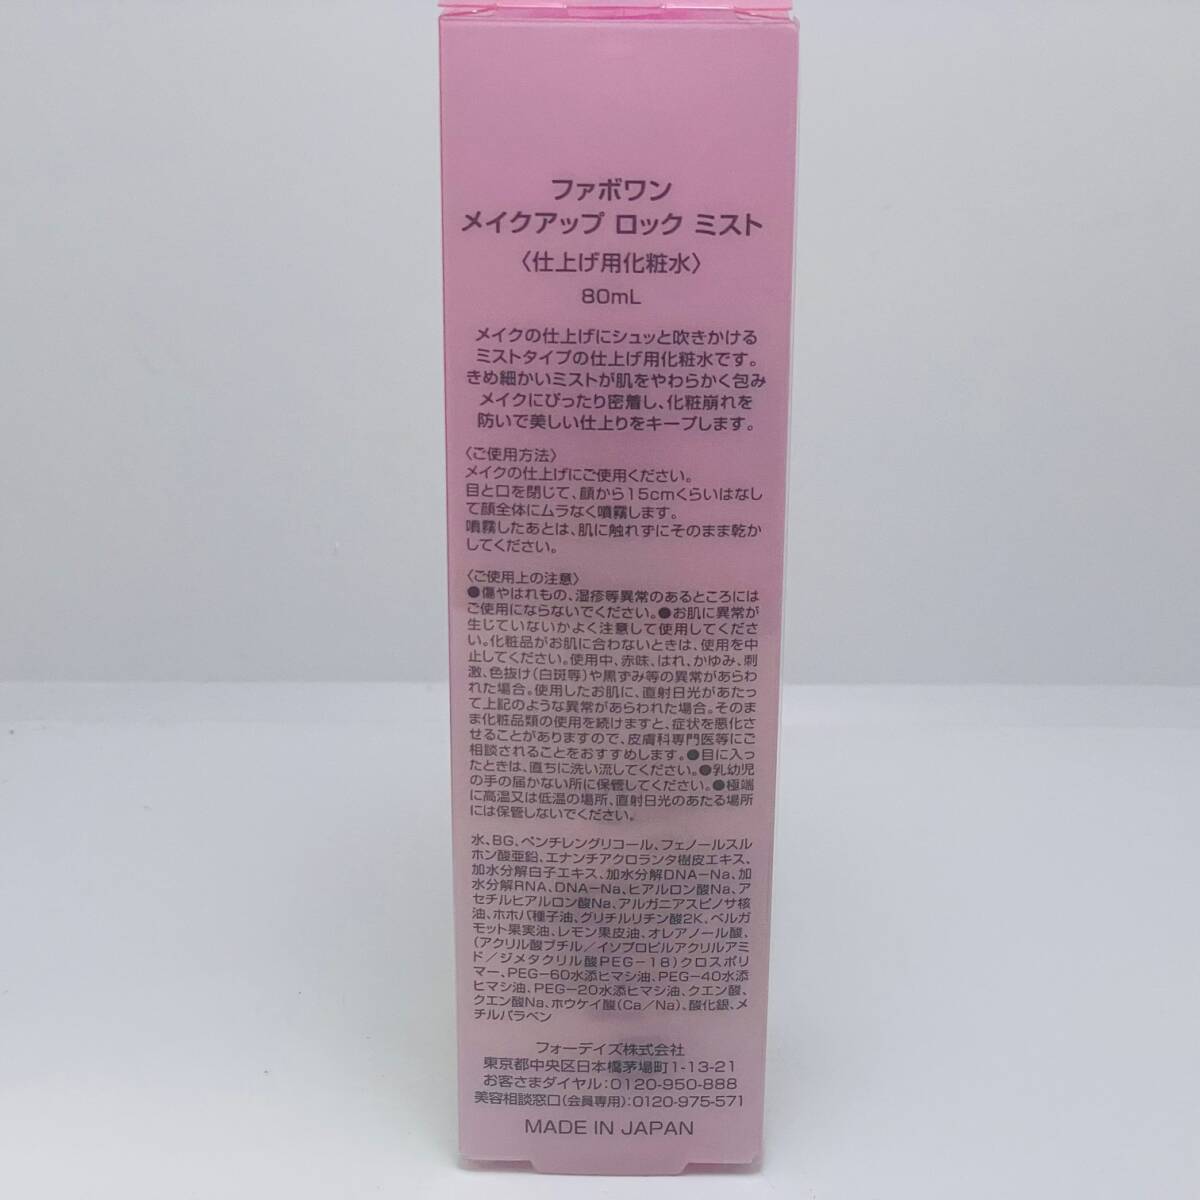 ファボワン
メイクアップ ロック ミスト
〈仕上げ用化粧水〉
80mL
メイクの仕上げにシュッと吹きかける
ミストタイプの仕上げ用化粧水です。
きめ細かいミストが肌をやわらかく包み
メイクにぴったり密着し、化粧崩れを
防いで美しい仕上りをキープします。
〈ご使用方法〉
メイクの仕上げにご使用ください。
目と口を閉じて、顔から15cmくらいはなし
て顔全体にムラなく噴霧します。
噴霧したあとは、肌に触れずにそのまま乾か
してください。
〈ご使用上の注意〉
●傷やはれもの、湿疹等異常のあるところには
ご使用にならないでください。●お肌に異常が
生じていないかよく注意して使用してくださ
い。化粧品がお肌に合わないときは、使用を中
止してください。使用中、赤味、はれ、かゆみ、刺
激、色抜け(白斑等)や黒ずみ等の異常があらわ
れた場合。使用したお肌に、直射日光があたっ
て上記のような異常があらわれた場合。そのま
ま化粧品類の使用を続けますと、症状を悪化さ
せることがありますので、皮膚科専門医等にご
相談されることをおすすめします。●目に入っ
たときは、直ちに洗い流してください。●乳幼児
の手の届かない所に保管してください。●極端
に高温又は低温の場所、直射日光のあたる場所
には保管しないでください。
水、BG、ペンチレングリコール、フェノールスル
ホン酸亜鉛、エナンチアクロランタ樹皮エキス、
加水分解白子エキス、加水分解DNA-Na、加
水分解RNA、DNA-Na、ヒアルロン酸Na、ア
セチルヒアルロン酸Na、アルガニアスピノサ核
油、ホホバ種子油、グリチルリチン酸2K、ベルガ
モット果実油、レモン果皮油、オレアノール酸、
(アクリル酸ブチル/イソプロピルアクリルアミ
ド/ジメタクリル酸PEG-18)クロスポリ
マー、PEG-60水添ヒマシ油、PEG-40水添
ヒマシ油、PEG-20水添ヒマシ油、クエン酸、
クエン酸Na、ホウケイ酸(Ca/Na)、酸化銀、メ
チルパラベン
フォーデイズ株式会社
東京都中央区日本橋茅場町1-13-21
お客さまダイヤル:0120-950-888
美容相談窓口(会員専用):0120-975-571
MADE IN JAPAN